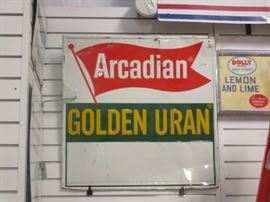 Arcadian®
GOLDEN URAN
DOLLY
LEMON
AND LIME